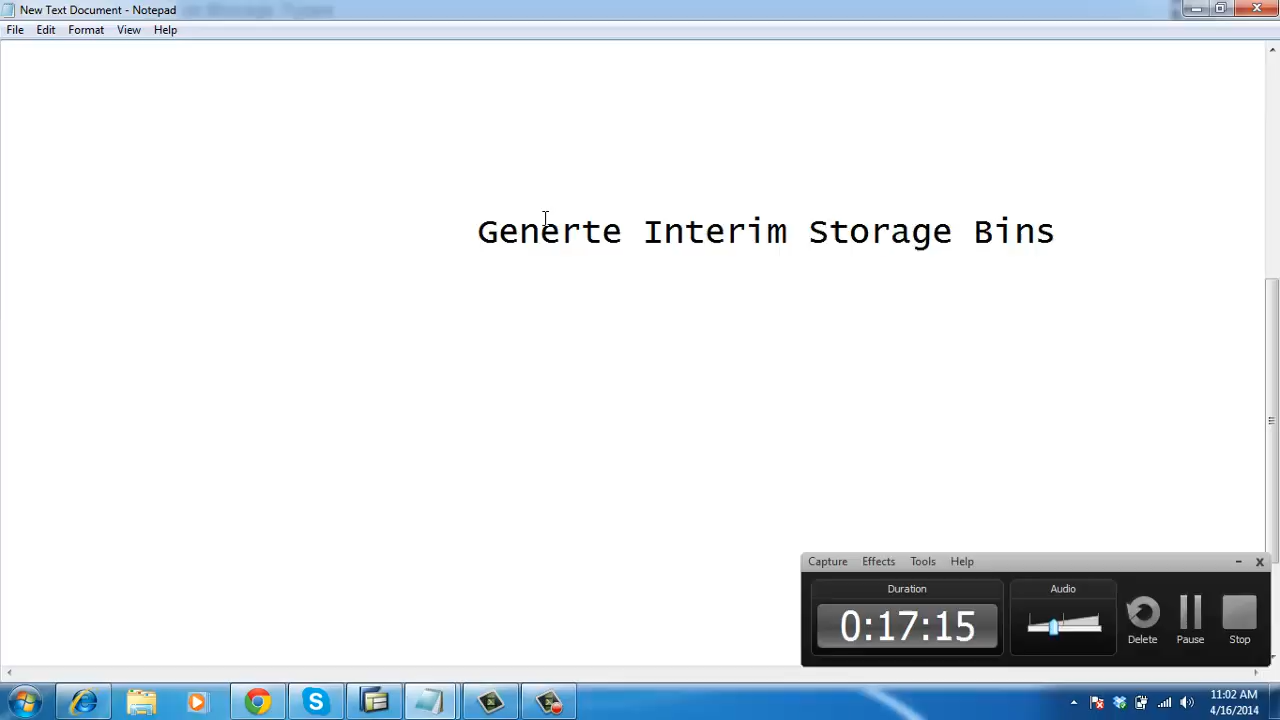 New Text Document - Notepad
File Edit Format View Help
Generte Interim Storage Bins
Capture Effects Tools Help
Duration Audio
0:17:15
Delete Pause Stop
11:02 AM
4/16/2014